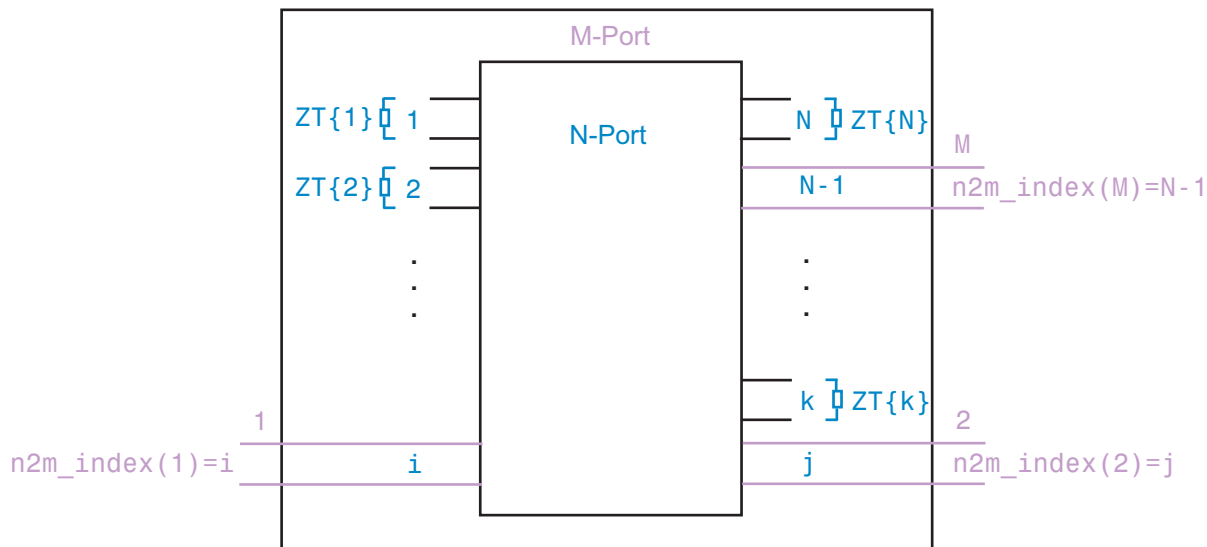 M-Port
ZT{1} 1
N ZT{N}
N-Port
M
ZT{2} 2
N-1
n2m_index(M)=N-1
.
.
.
.
.
.
k ZT{k}
1
2
n2m_index(1)=i
i
j
n2m_index(2)=j